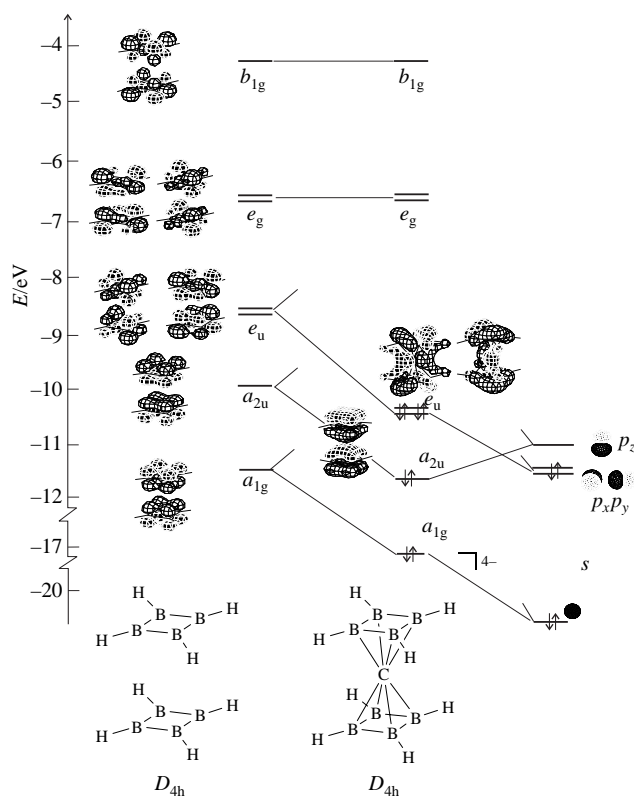 E/eV
–4
–5
–6
–7
–8
–9
–10
–11
–12
–17
–20
b1g b1g
eg eg
eu
a2u
a1g
eu
a2u
a1g
4–
pz
pxpy
s
H
H
B
B
B
B
H
H
H
H
B
B
B
B
H
H
D4h
H
H
B
B
B
B
H
C
H
B
B
B
B
H
H
H
D4h